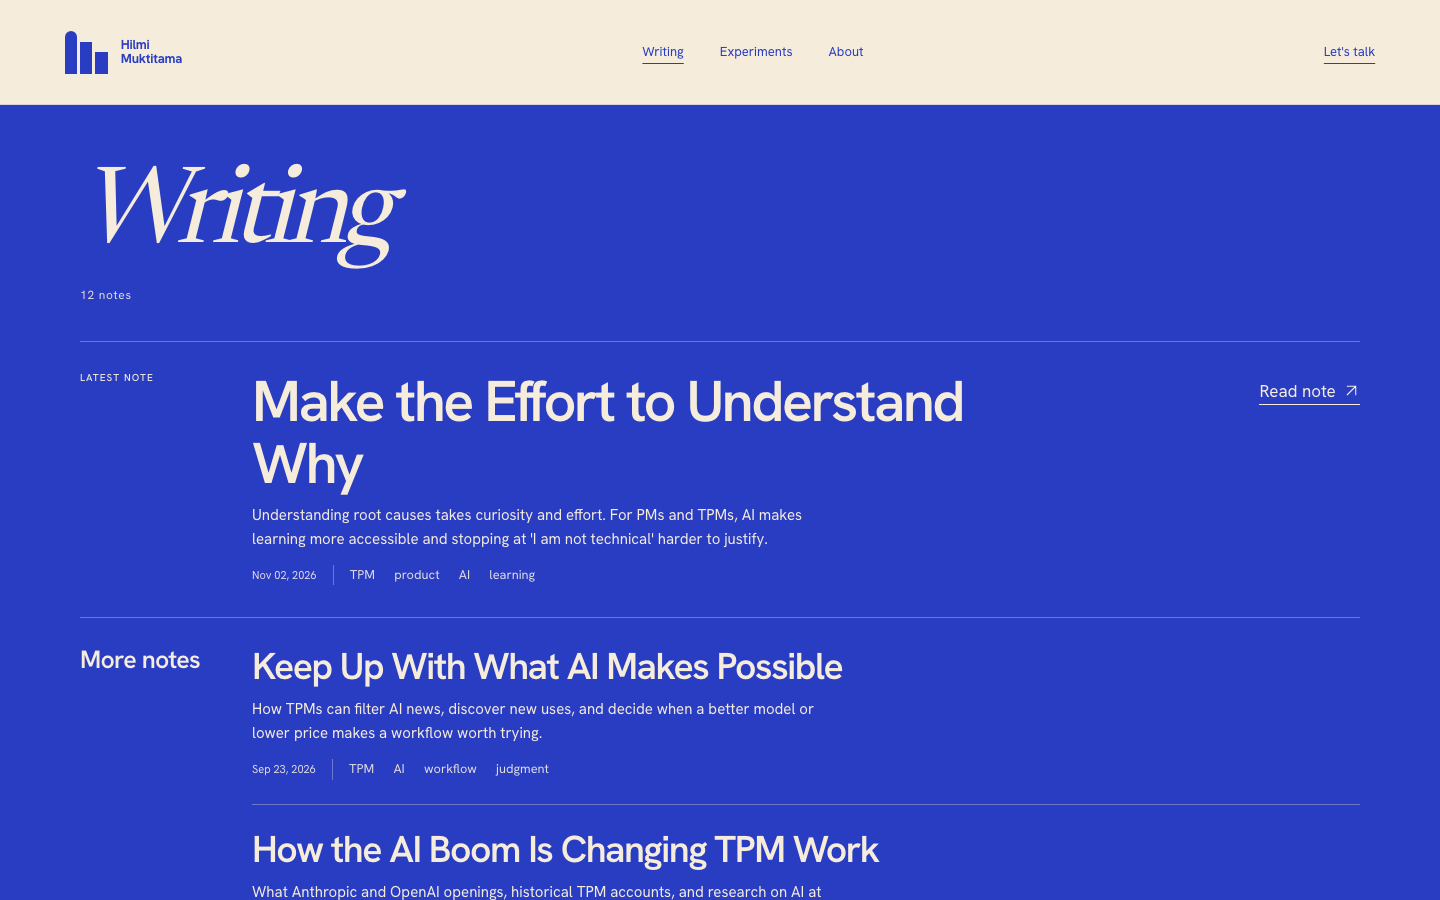 Hilmi
Muktitama
Writing
Experiments
About
Let's talk
Writing
12 notes
LATEST NOTE
Make the Effort to Understand
Why
Read note
Understanding root causes takes curiosity and effort. For PMs and TPMs, AI makes
learning more accessible and stopping at 'I am not technical' harder to justify.
Nov 02, 2026
TPM product AI learning
More notes
Keep Up With What AI Makes Possible
How TPMs can filter AI news, discover new uses, and decide when a better model or
lower price makes a workflow worth trying.
Sep 23, 2026
TPM AI workflow judgment
How the AI Boom Is Changing TPM Work
What Anthropic and OpenAI openings, historical TPM accounts, and research on AI at